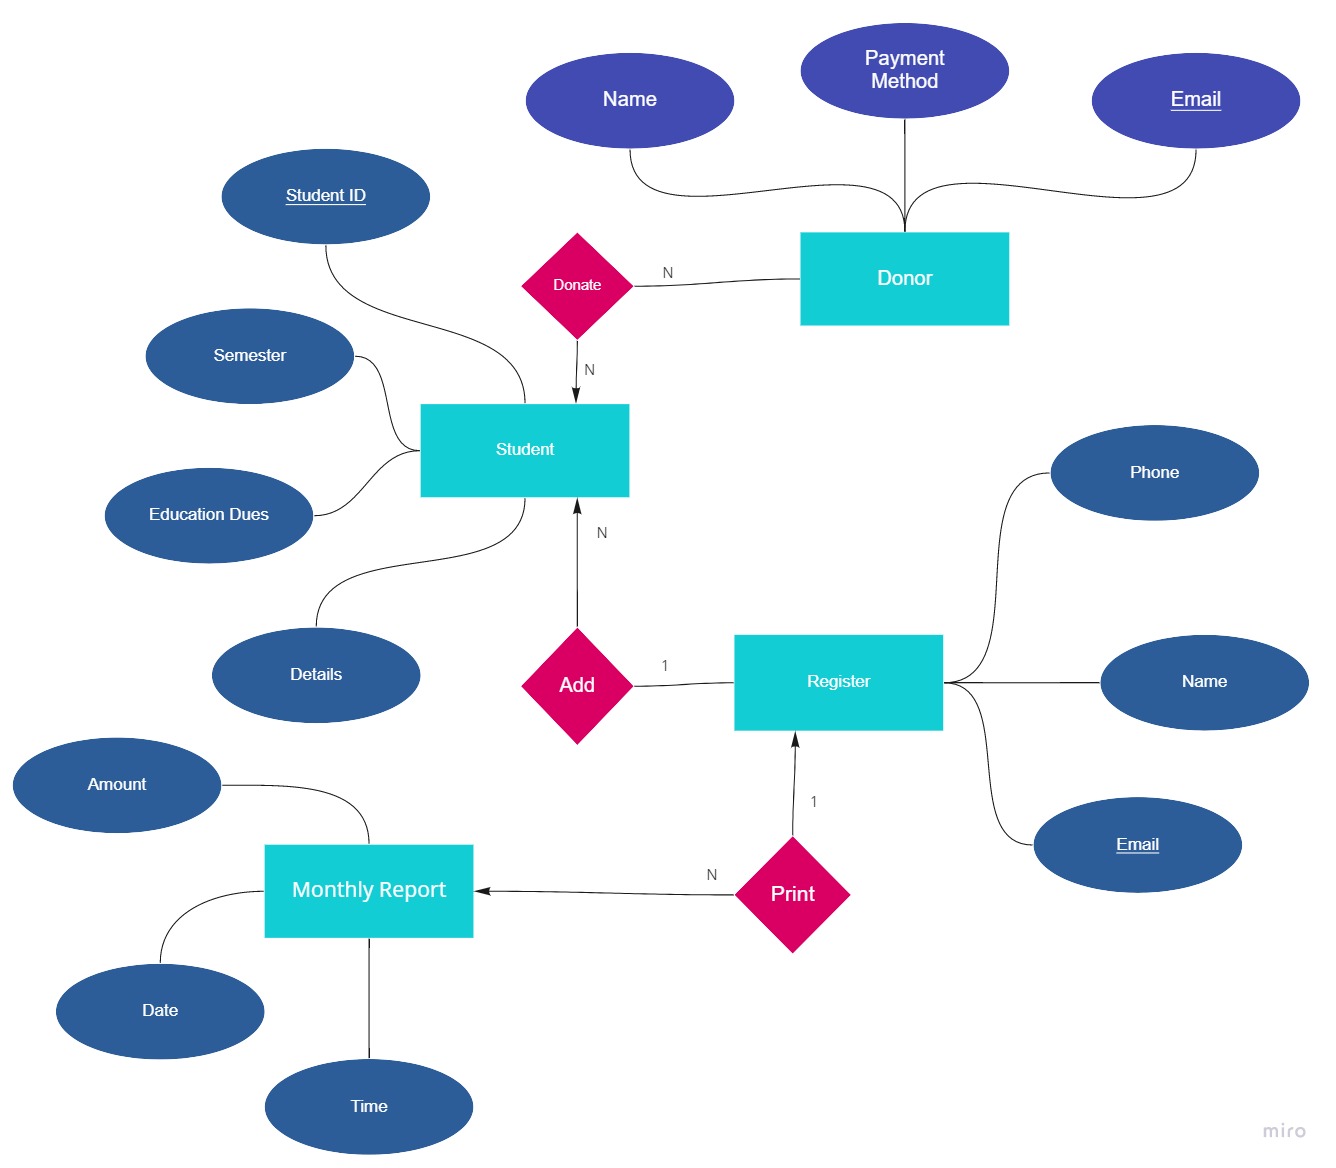 Payment
Method
Name
Email
Student ID
Donate
N
Donor
Semester
N
Student
Phone
Education Dues
N
Details
Add
1
Register
Name
Amount
1
Email
Monthly Report
N
Print
Date
Time
miro